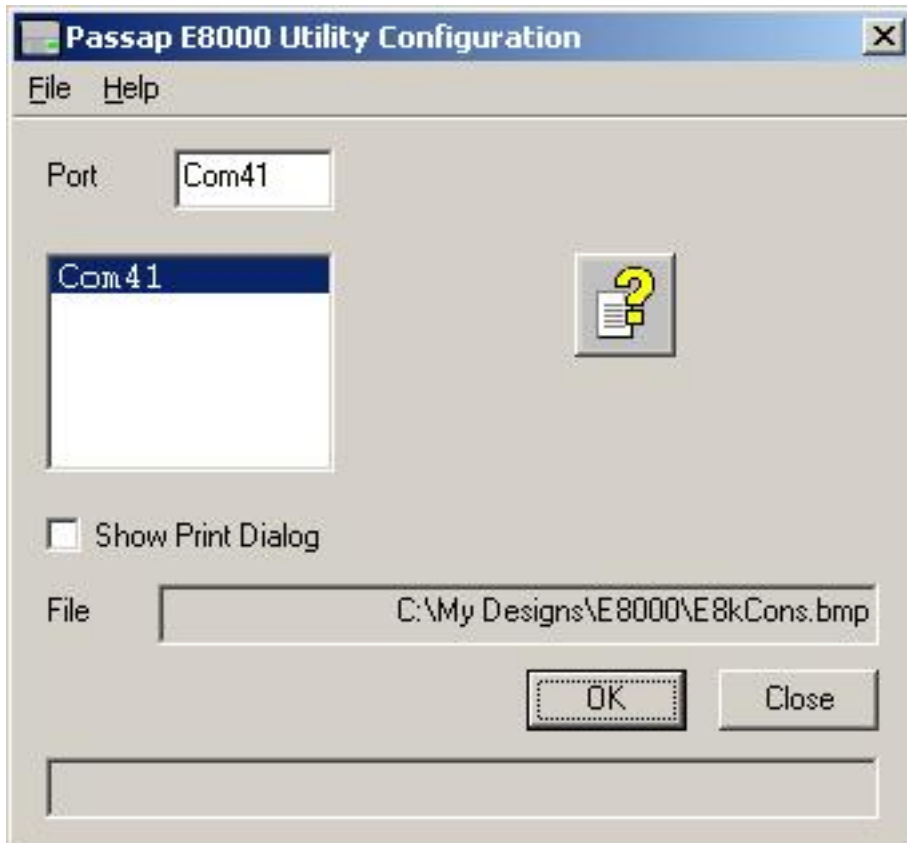 Passap E8000 Utility Configuration
File Help
Port Com41
Com41
Show Print Dialog
File C:\My Designs\E8000\E8kCons.bmp
OK Close